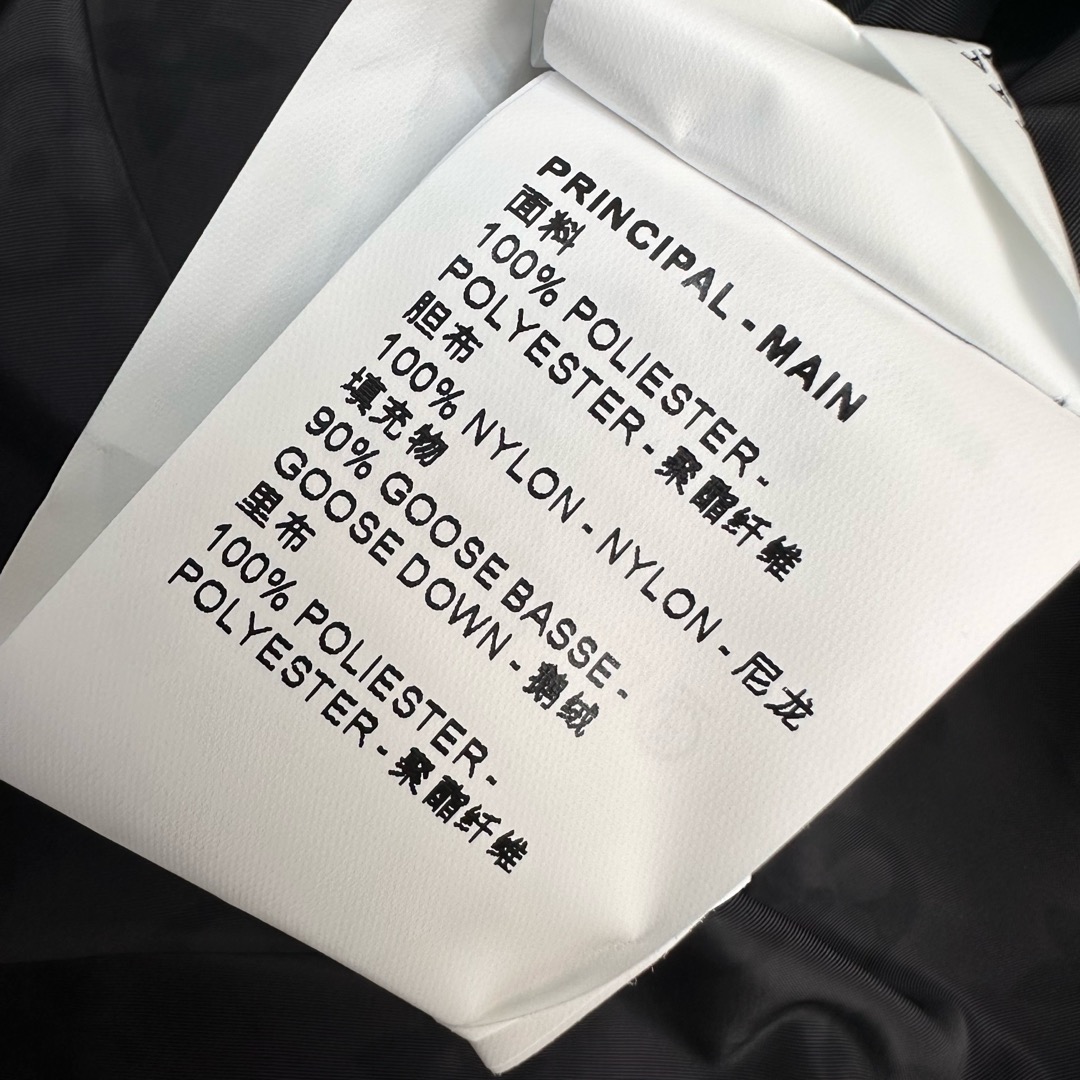 PRINCIPAL - MAIN
面料
100% POLIESTER -
POLYESTER - 聚酯纤维
胆布
100% NYLON - NYLON - 尼龙
填充物
90% GOOSE BASSE -
GOOSE DOWN - 鹅绒
里布
100% POLIESTER -
POLYESTER - 聚酯纤维